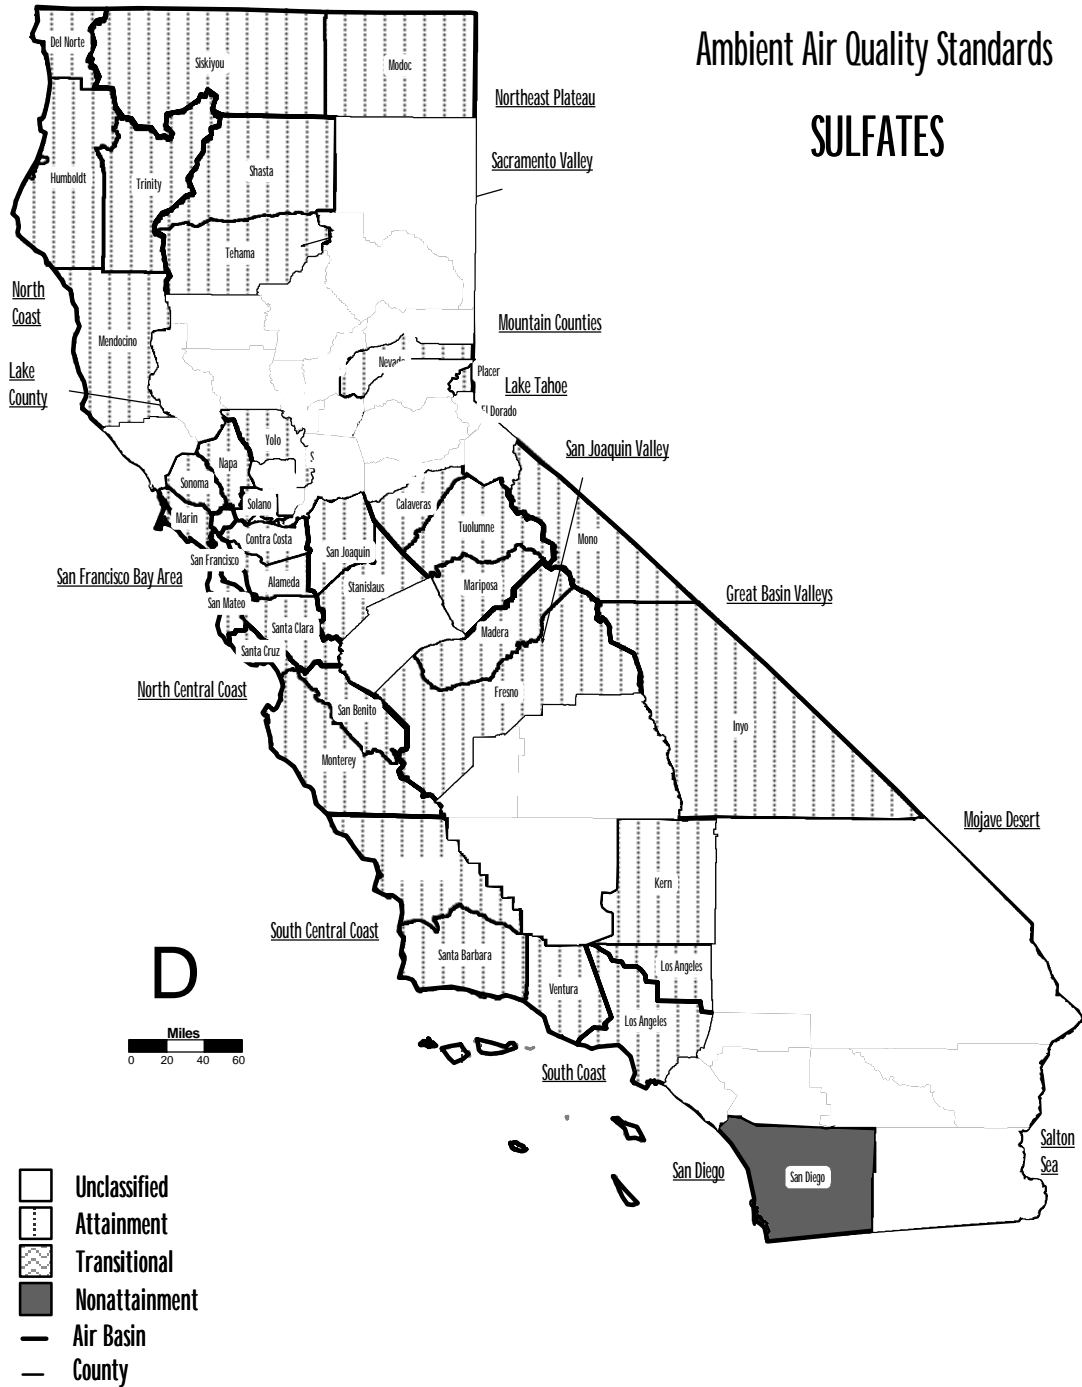 Ambient Air Quality Standards
SULFATES
Del Norte
Siskiyou
Modoc
Northeast Plateau
Sacramento Valley
Humboldt
Trinity
Shasta
Tehama
North
Coast
Mendocino
Mountain Counties
Lake
County
Placer
Lake Tahoe
El Dorado
Yolo
San Joaquin Valley
Napa
Sonoma
Solano
Calaveras
Marin
Tuolumne
Contra Costa
Mono
San Francisco
San Joaquin
San Francisco Bay Area
Alameda
Stanislaus
Mariposa
Great Basin Valleys
San Mateo
Santa Clara
Madera
Santa Cruz
North Central Coast
Fresno
San Benito
Inyo
Monterey
Mojave Desert
Kern
South Central Coast
Santa Barbara
Los Angeles
D
Ventura
Los Angeles
Miles
0 20 40 60
South Coast
Salton
Sea
San Diego
San Diego
Unclassified
Attainment
Transitional
Nonattainment
Air Basin
County